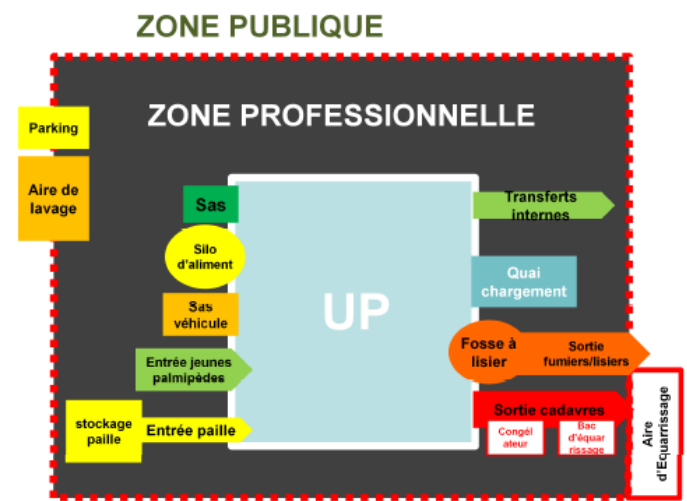 ZONE PUBLIQUE
ZONE PROFESSIONNELLE
Parking
Aire de
lavage
Sas
Silo
d'aliment
Sas
véhicule
Entrée jeunes
palmipèdes
stockage
paille
Entrée paille
UP
Transferts
internes
Quai
chargement
Fosse à
lisier
Sortie
fumiers/lisiers
Sortie cadavres
Congél
ateur
Bac
d'équar
rissage
Aire
d'Equarrissage